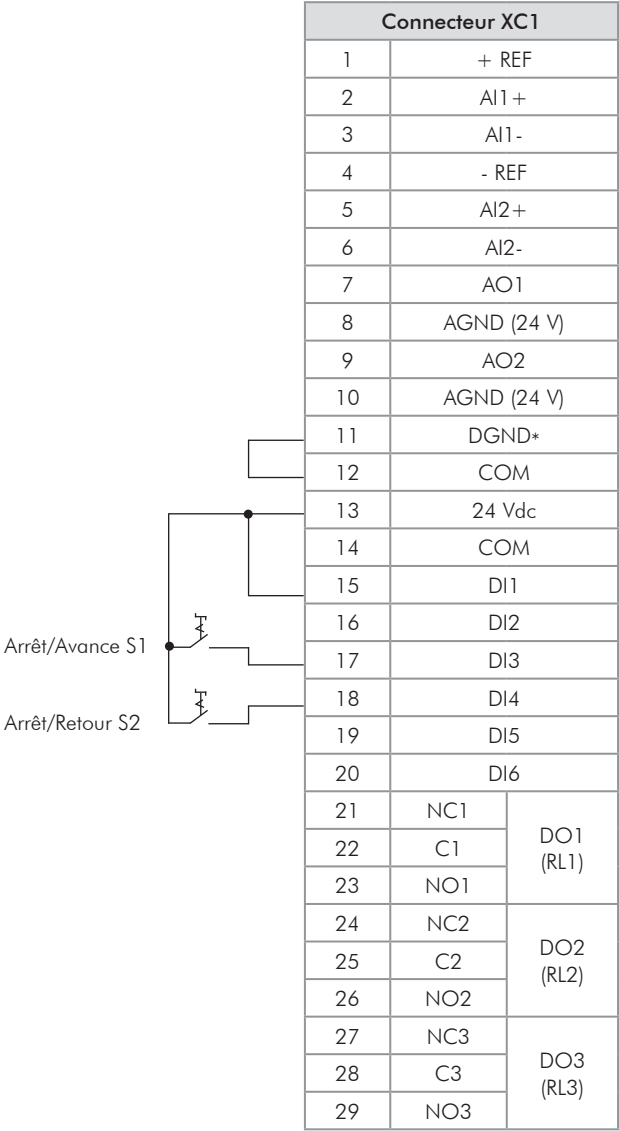 Connecteur XC1
1 + REF
2 AI1+
3 AI1-
4 - REF
5 AI2+
6 AI2-
7 AO1
8 AGND (24 V)
9 AO2
10 AGND (24 V)
11 DGND*
12 COM
13 24 Vdc
14 COM
15 DI1
16 DI2
Arrêt/Avance S1
17 DI3
18 DI4
Arrêt/Retour S2
19 DI5
20 DI6
21 NC1
22 C1
23 NO1
DO1
(RL1)
24 NC2
25 C2
26 NO2
DO2
(RL2)
27 NC3
28 C3
29 NO3
DO3
(RL3)